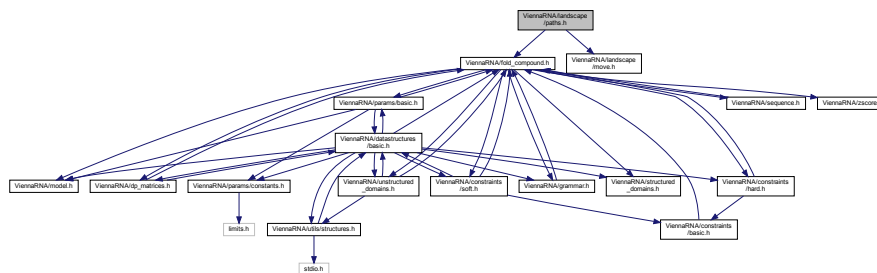 ViennaRNA/landscape
/paths.h
ViennaRNA/fold_compound.h
ViennaRNA/landscape
/move.h
ViennaRNA/params/basic.h
ViennaRNA/sequence.h
ViennaRNA/zscore
ViennaRNA/datastructures
/basic.h
ViennaRNA/model.h
ViennaRNA/dp_matrices.h
ViennaRNA/params/constants.h
ViennaRNA/unstructured
_domains.h
ViennaRNA/constraints
/soft.h
ViennaRNA/grammar.h
ViennaRNA/structured
_domains.h
ViennaRNA/constraints
/hard.h
limits.h
ViennaRNA/utils/structures.h
ViennaRNA/constraints
/basic.h
stdio.h